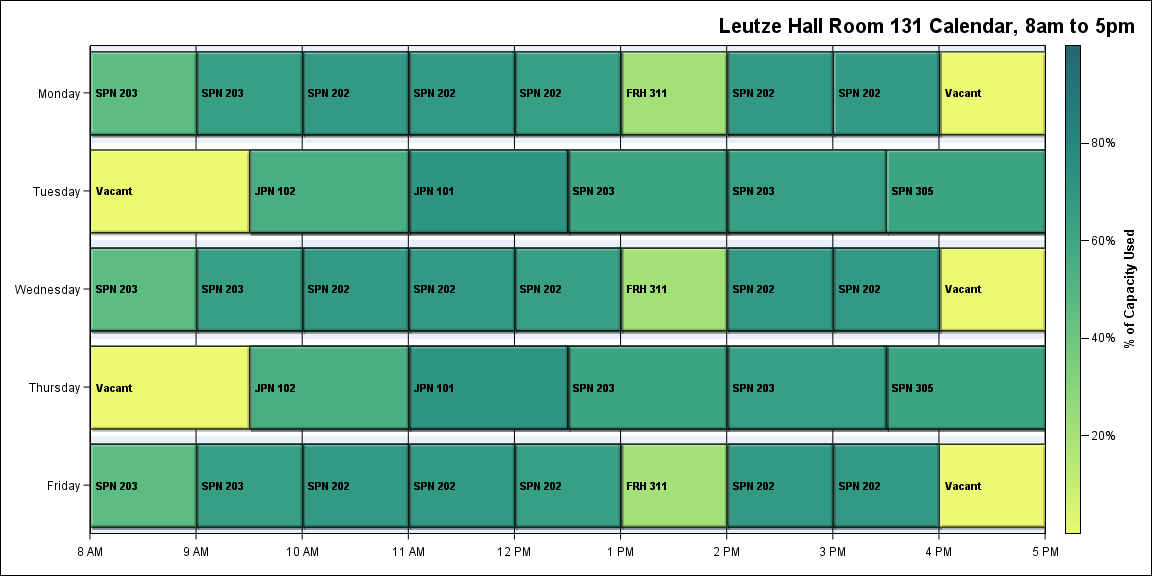 Leutze Hall Room 131 Calendar, 8am to 5pm
Monday
SPN 203
SPN 203
SPN 202
SPN 202
SPN 202
FRH 311
SPN 202
SPN 202
Vacant
Tuesday
Vacant
JPN 102
JPN 101
SPN 203
SPN 203
SPN 305
Wednesday
SPN 203
SPN 203
SPN 202
SPN 202
SPN 202
FRH 311
SPN 202
SPN 202
Vacant
Thursday
Vacant
JPN 102
JPN 101
SPN 203
SPN 203
SPN 305
Friday
SPN 203
SPN 203
SPN 202
SPN 202
SPN 202
FRH 311
SPN 202
SPN 202
Vacant
8 AM
9 AM
10 AM
11 AM
12 PM
1 PM
2 PM
3 PM
4 PM
5 PM
80%
60%
40%
20%
% of Capacity Used